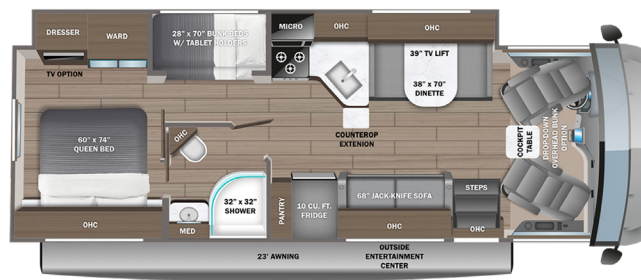 DRESSER
WARD
28" x 70" BUNK BEDS
W/ TABLET HOLDERS
MICRO
OHC
OHC
TV OPTION
39" TV LIFT
38" x 70"
DINETTE
60" x 74"
QUEEN BED
OHC
COUNTEROP
EXTENION
COCKPIT
TABLE
DROP-DOWN
OVERHEAD BUNK
OPTION
32" x 32"
SHOWER
PANTRY
10 CU. FT.
FRIDGE
68" JACK-KNIFE SOFA
STEPS
OHC
MED
OHC
OHC
23' AWNING
OUTSIDE
ENTERTAINMENT
CENTER